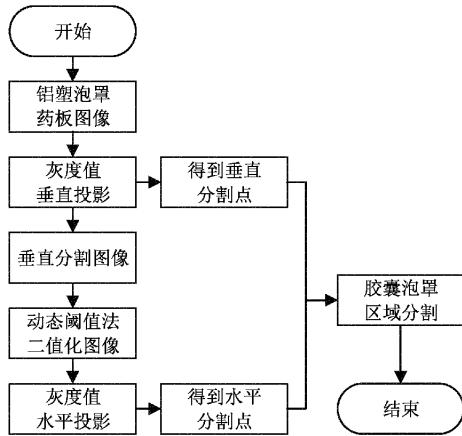 开始
铝塑泡罩
药板图像
灰度值
垂直投影
得到垂直
分割点
垂直分割图像
动态阈值法
二值化图像
灰度值
水平投影
得到水平
分割点
胶囊泡罩
区域分割
结束